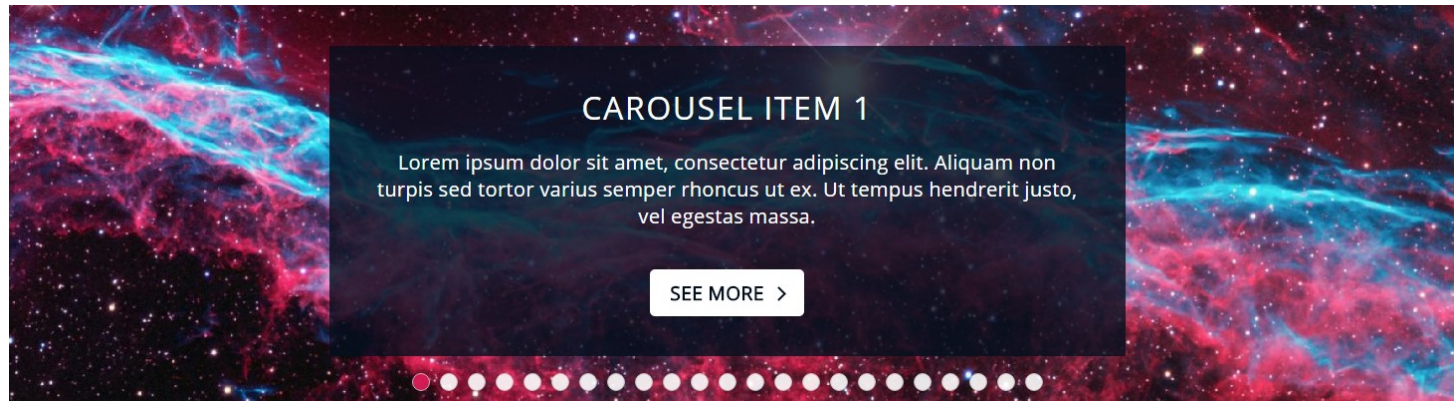 CAROUSEL ITEM 1
Lorem ipsum dolor sit amet, consectetur adipiscing elit. Aliquam non
turpis sed tortor varius semper rhoncus ut ex. Ut tempus hendrerit justo,
vel egestas massa.
SEE MORE